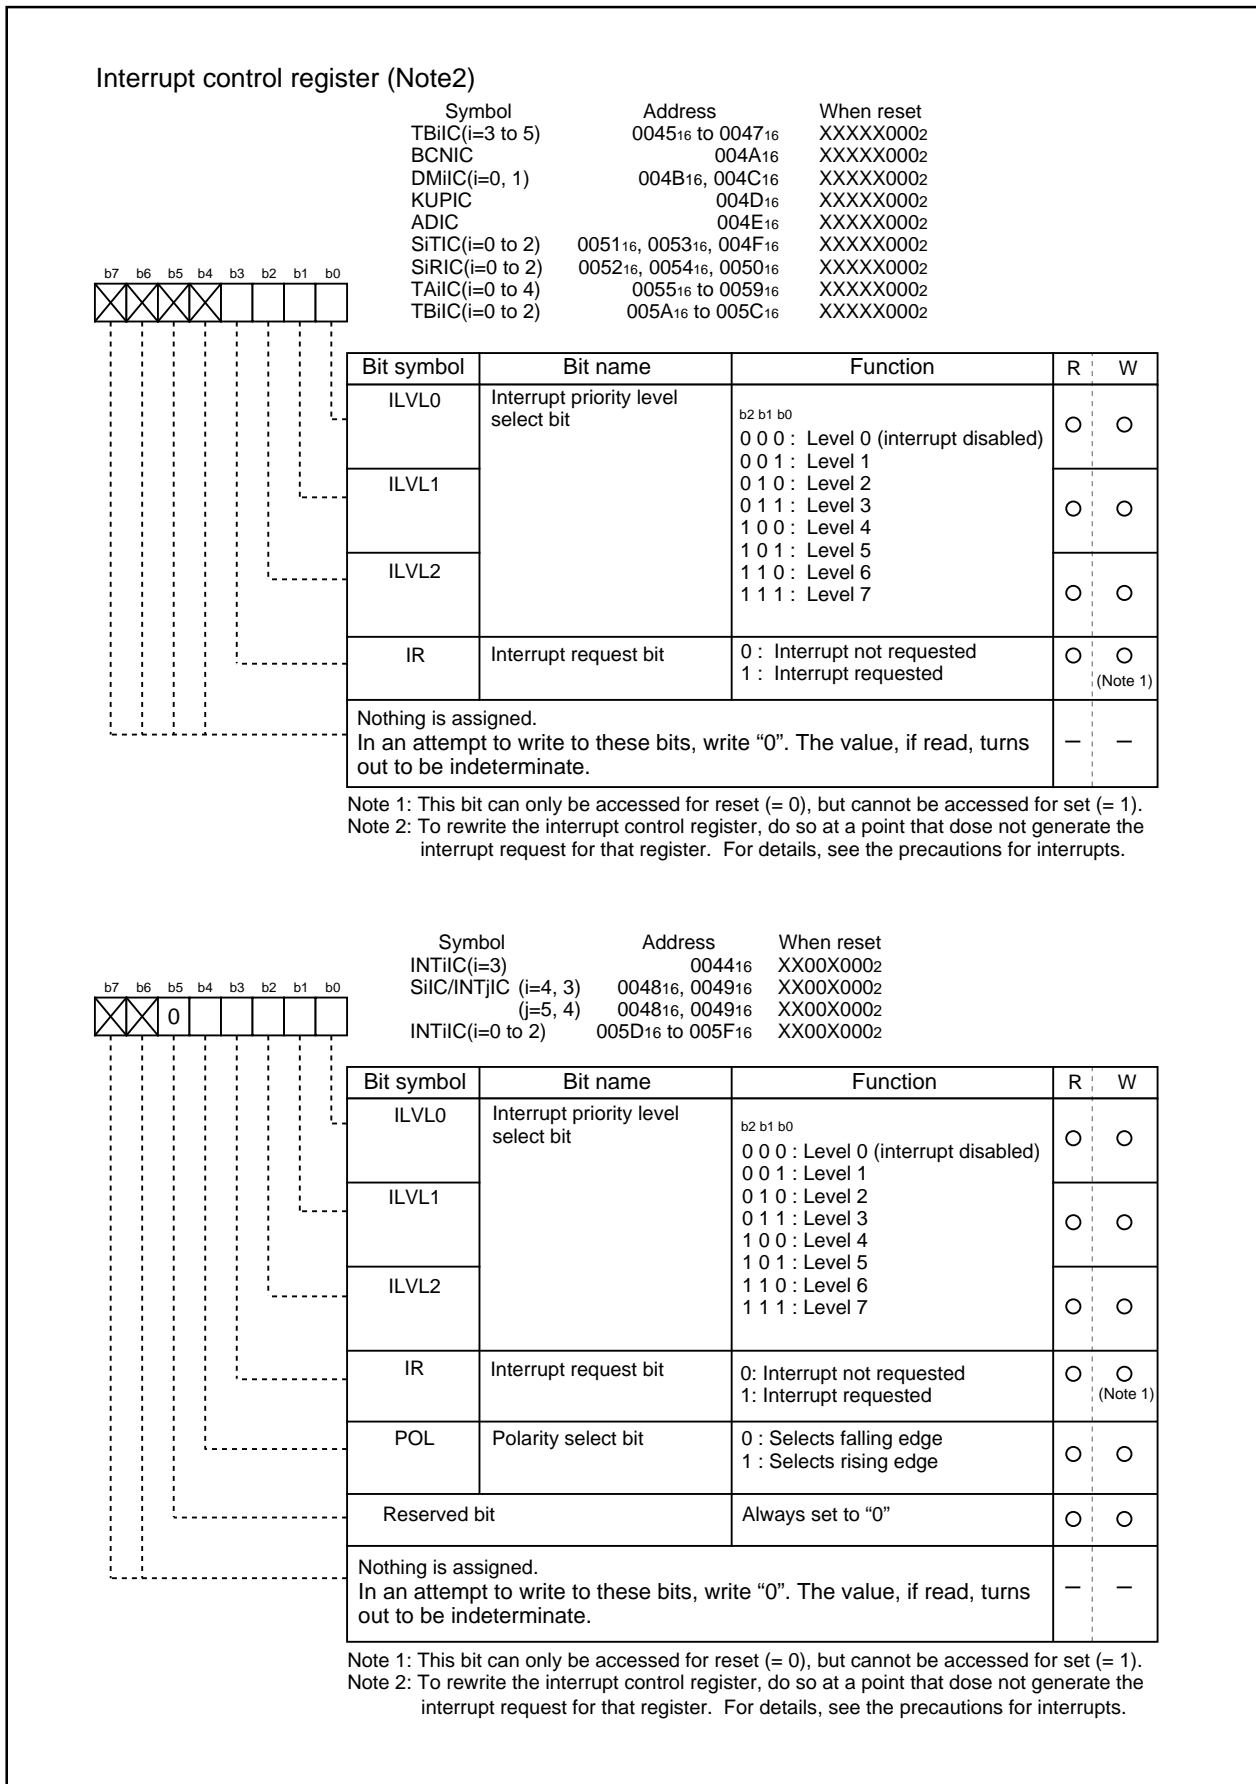 Interrupt control register (Note2)
Symbol Address When reset
TBiIC(i=3 to 5) 004516 to 004716 XXXXX0002
BCNIC 004A16 XXXXX0002
DMiIC(i=0, 1) 004B16, 004C16 XXXXX0002
KUPIC 004D16 XXXXX0002
ADIC 004E16 XXXXX0002
SiTIC(i=0 to 2) 005116, 005316, 004F16 XXXXX0002
SiRIC(i=0 to 2) 005216, 005416, 005016 XXXXX0002
TAiIC(i=0 to 4) 005516 to 005916 XXXXX0002
TBiIC(i=0 to 2) 005A16 to 005C16 XXXXX0002
b7 b6 b5 b4 b3 b2 b1 b0
Bit symbol Bit name Function R W
ILVL0 Interrupt priority level
select bit
b2 b1 b0
0 0 0 : Level 0 (interrupt disabled)
0 0 1 : Level 1
ILVL1 0 1 0 : Level 2
0 1 1 : Level 3
1 0 0 : Level 4
1 0 1 : Level 5
ILVL2 1 1 0 : Level 6
1 1 1 : Level 7
IR Interrupt request bit 0 : Interrupt not requested
1 : Interrupt requested
(Note 1)
Nothing is assigned.
In an attempt to write to these bits, write “0”. The value, if read, turns
out to be indeterminate.
– –
Note 1: This bit can only be accessed for reset (= 0), but cannot be accessed for set (= 1).
Note 2: To rewrite the interrupt control register, do so at a point that dose not generate the
interrupt request for that register. For details, see the precautions for interrupts.
Symbol Address When reset
INTiIC(i=3) 004416 XX00X0002
SiIC/INTjIC (i=4, 3) 004816, 004916 XX00X0002
(j=5, 4) 004816, 004916 XX00X0002
INTiIC(i=0 to 2) 005D16 to 005F16 XX00X0002
b7 b6 b5 b4 b3 b2 b1 b0
0
Bit symbol Bit name Function R W
ILVL0 Interrupt priority level
select bit
b2 b1 b0
0 0 0 : Level 0 (interrupt disabled)
0 0 1 : Level 1
ILVL1 0 1 0 : Level 2
0 1 1 : Level 3
1 0 0 : Level 4
1 0 1 : Level 5
ILVL2 1 1 0 : Level 6
1 1 1 : Level 7
IR Interrupt request bit 0: Interrupt not requested
1: Interrupt requested
(Note 1)
POL Polarity select bit 0 : Selects falling edge
1 : Selects rising edge
Reserved bit Always set to “0”
Nothing is assigned.
In an attempt to write to these bits, write “0”. The value, if read, turns
out to be indeterminate.
– –
Note 1: This bit can only be accessed for reset (= 0), but cannot be accessed for set (= 1).
Note 2: To rewrite the interrupt control register, do so at a point that dose not generate the
interrupt request for that register. For details, see the precautions for interrupts.